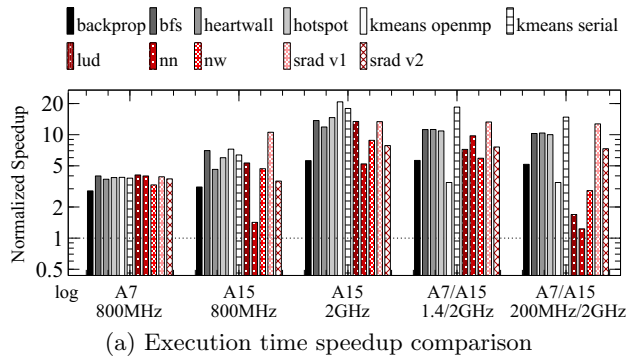 backprop bfs heartwall hotspot kmeans openmp kmeans serial
lud nn nw srad v1 srad v2
Normalized Speedup
20
10
5
2
1
0.5
log A7 A15 A15 A7/A15 A7/A15
800MHz 800MHz 2GHz 1.4/2GHz 200MHz/2GHz
(a) Execution time speedup comparison